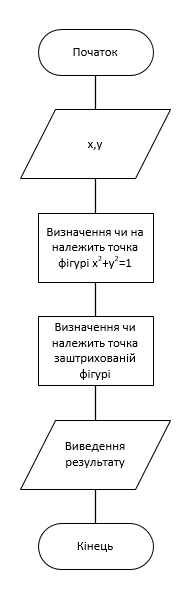 Початок
x,y
Визначення чи на
належить точка
фігурі x²+y²=1
Визначення чи
належить точка
заштрихованій
фігурі
Виведення
результату
Кінець